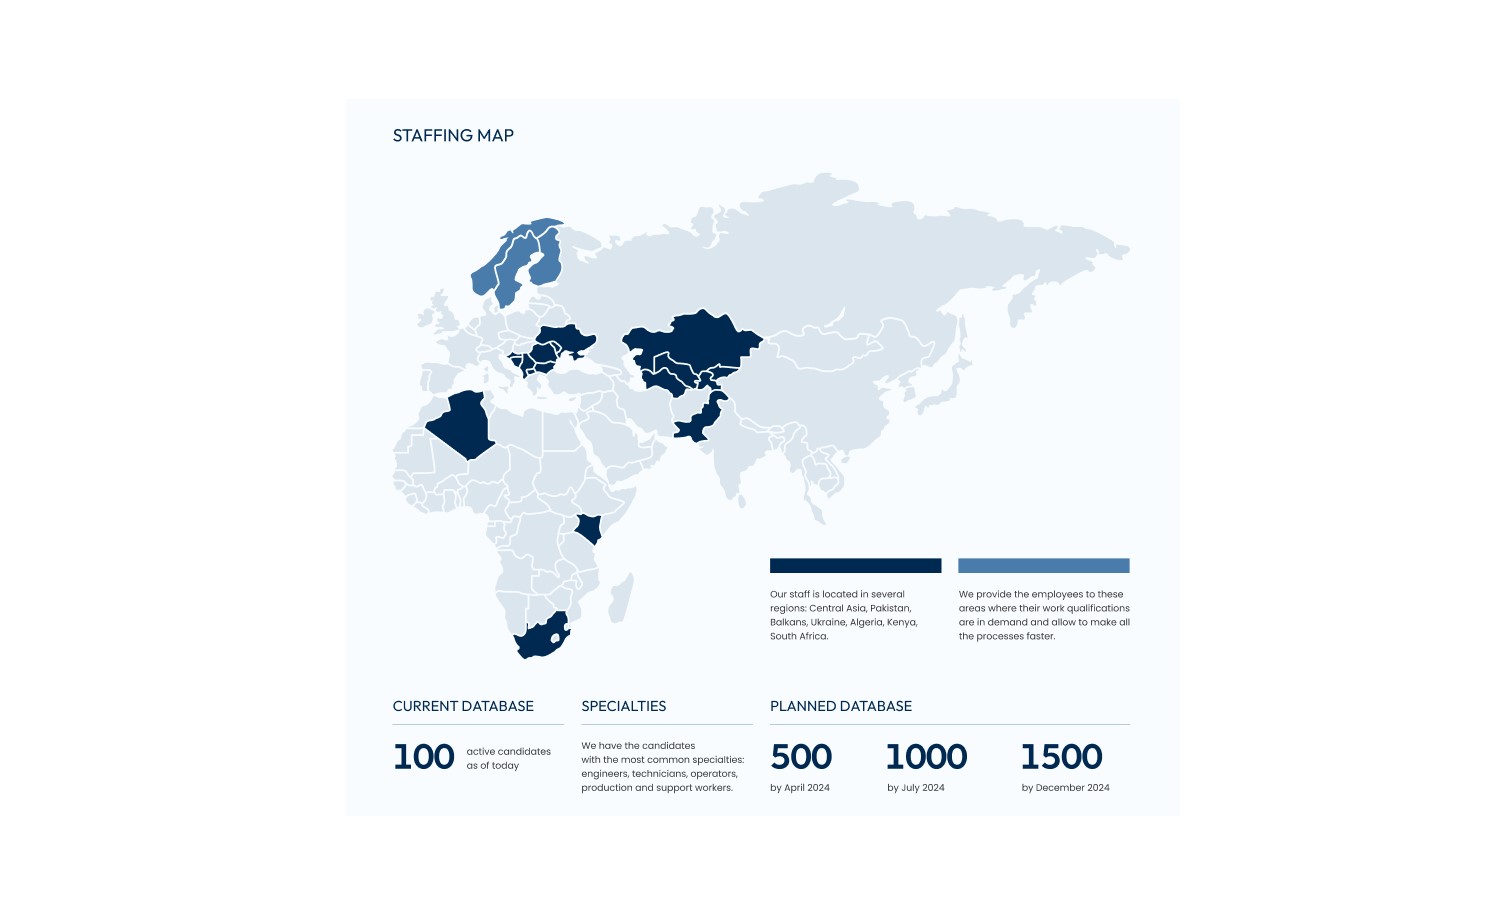 STAFFING MAP
Our staff is located in several
regions: Central Asia, Pakistan,
Balkans, Ukraine, Algeria, Kenya,
South Africa.
We provide the employees to these
areas where their work qualifications
are in demand and allow to make all
the processes faster.
CURRENT DATABASE
100
active candidates
as of today
SPECIALTIES
We have the candidates
with the most common specialties:
engineers, technicians, operators,
production and support workers.
PLANNED DATABASE
500
by April 2024
1000
by July 2024
1500
by December 2024